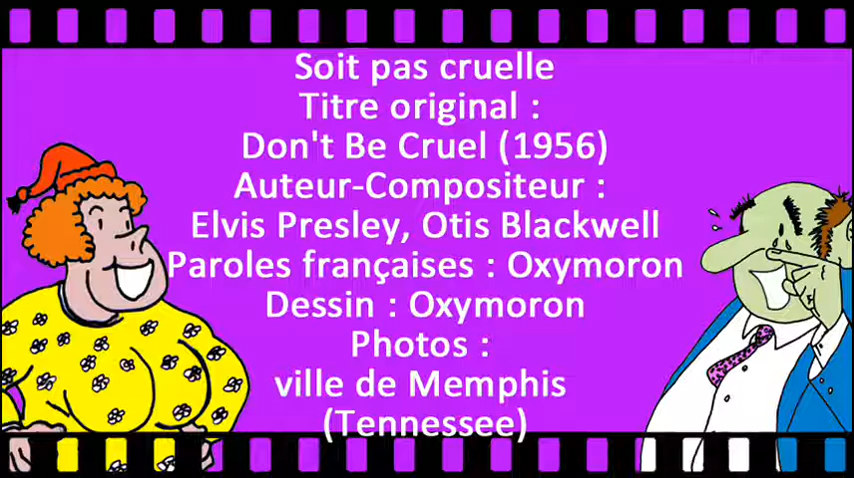 Soit pas cruelle
Titre original :
Don't Be Cruel (1956)
Auteur-Compositeur :
Elvis Presley, Otis Blackwell
Paroles françaises : Oxymoron
Dessin : Oxymoron
Photos :
ville de Memphis
(Tennessee)